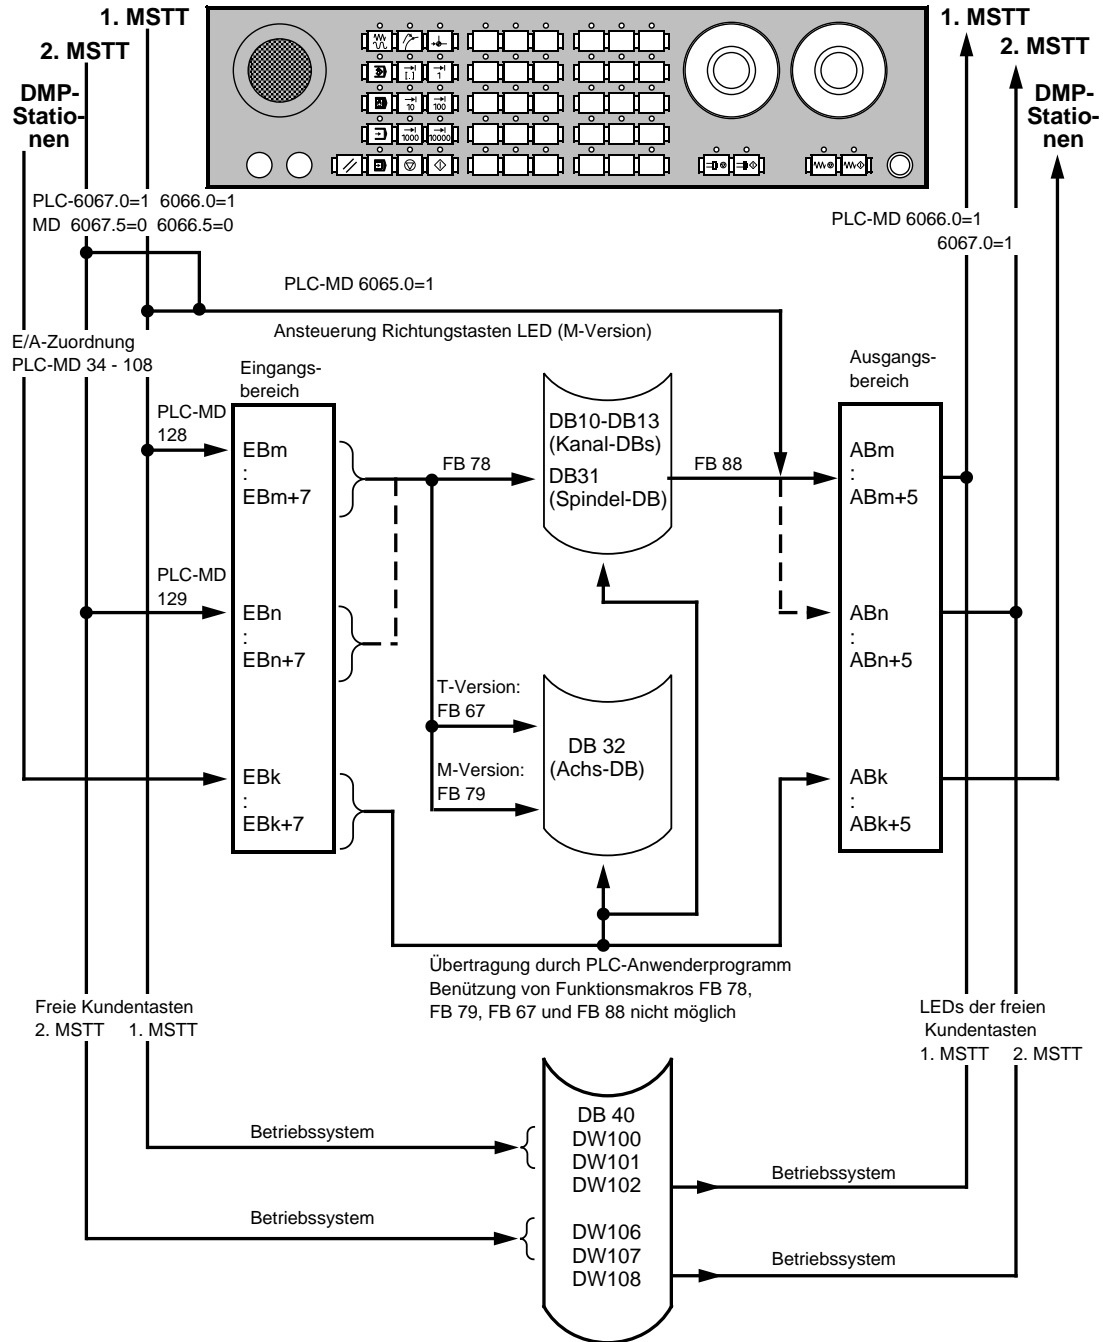 1. MSTT
2. MSTT
DMP-
Statio-
nen
1. MSTT
2. MSTT
DMP-
Statio-
nen
[.]
1
10
100
1000
10000
PLC-6067.0=1 6066.0=1
MD 6067.5=0 6066.5=0
PLC-MD 6066.0=1
6067.0=1
PLC-MD 6065.0=1
Ansteuerung Richtungstasten LED (M-Version)
E/A-Zuordnung
PLC-MD 34 - 108
Eingangs-
bereich
Ausgangs-
bereich
PLC-MD
128
EBm
:
EBm+7
FB 78
DB10-DB13
(Kanal-DBs)
DB31
(Spindel-DB)
FB 88
ABm
:
ABm+5
PLC-MD
129
EBn
:
EBn+7
ABn
:
ABn+5
T-Version:
FB 67
M-Version:
FB 79
DB 32
(Achs-DB)
EBk
:
EBk+7
ABk
:
ABk+5
Übertragung durch PLC-Anwenderprogramm
Benützung von Funktionsmakros FB 78,
FB 79, FB 67 und FB 88 nicht möglich
Freie Kundentasten
2. MSTT 1. MSTT
LEDs der freien
Kundentasten
1. MSTT 2. MSTT
DB 40
DW100
DW101
DW102
DW106
DW107
DW108
Betriebssystem
Betriebssystem
Betriebssystem
Betriebssystem